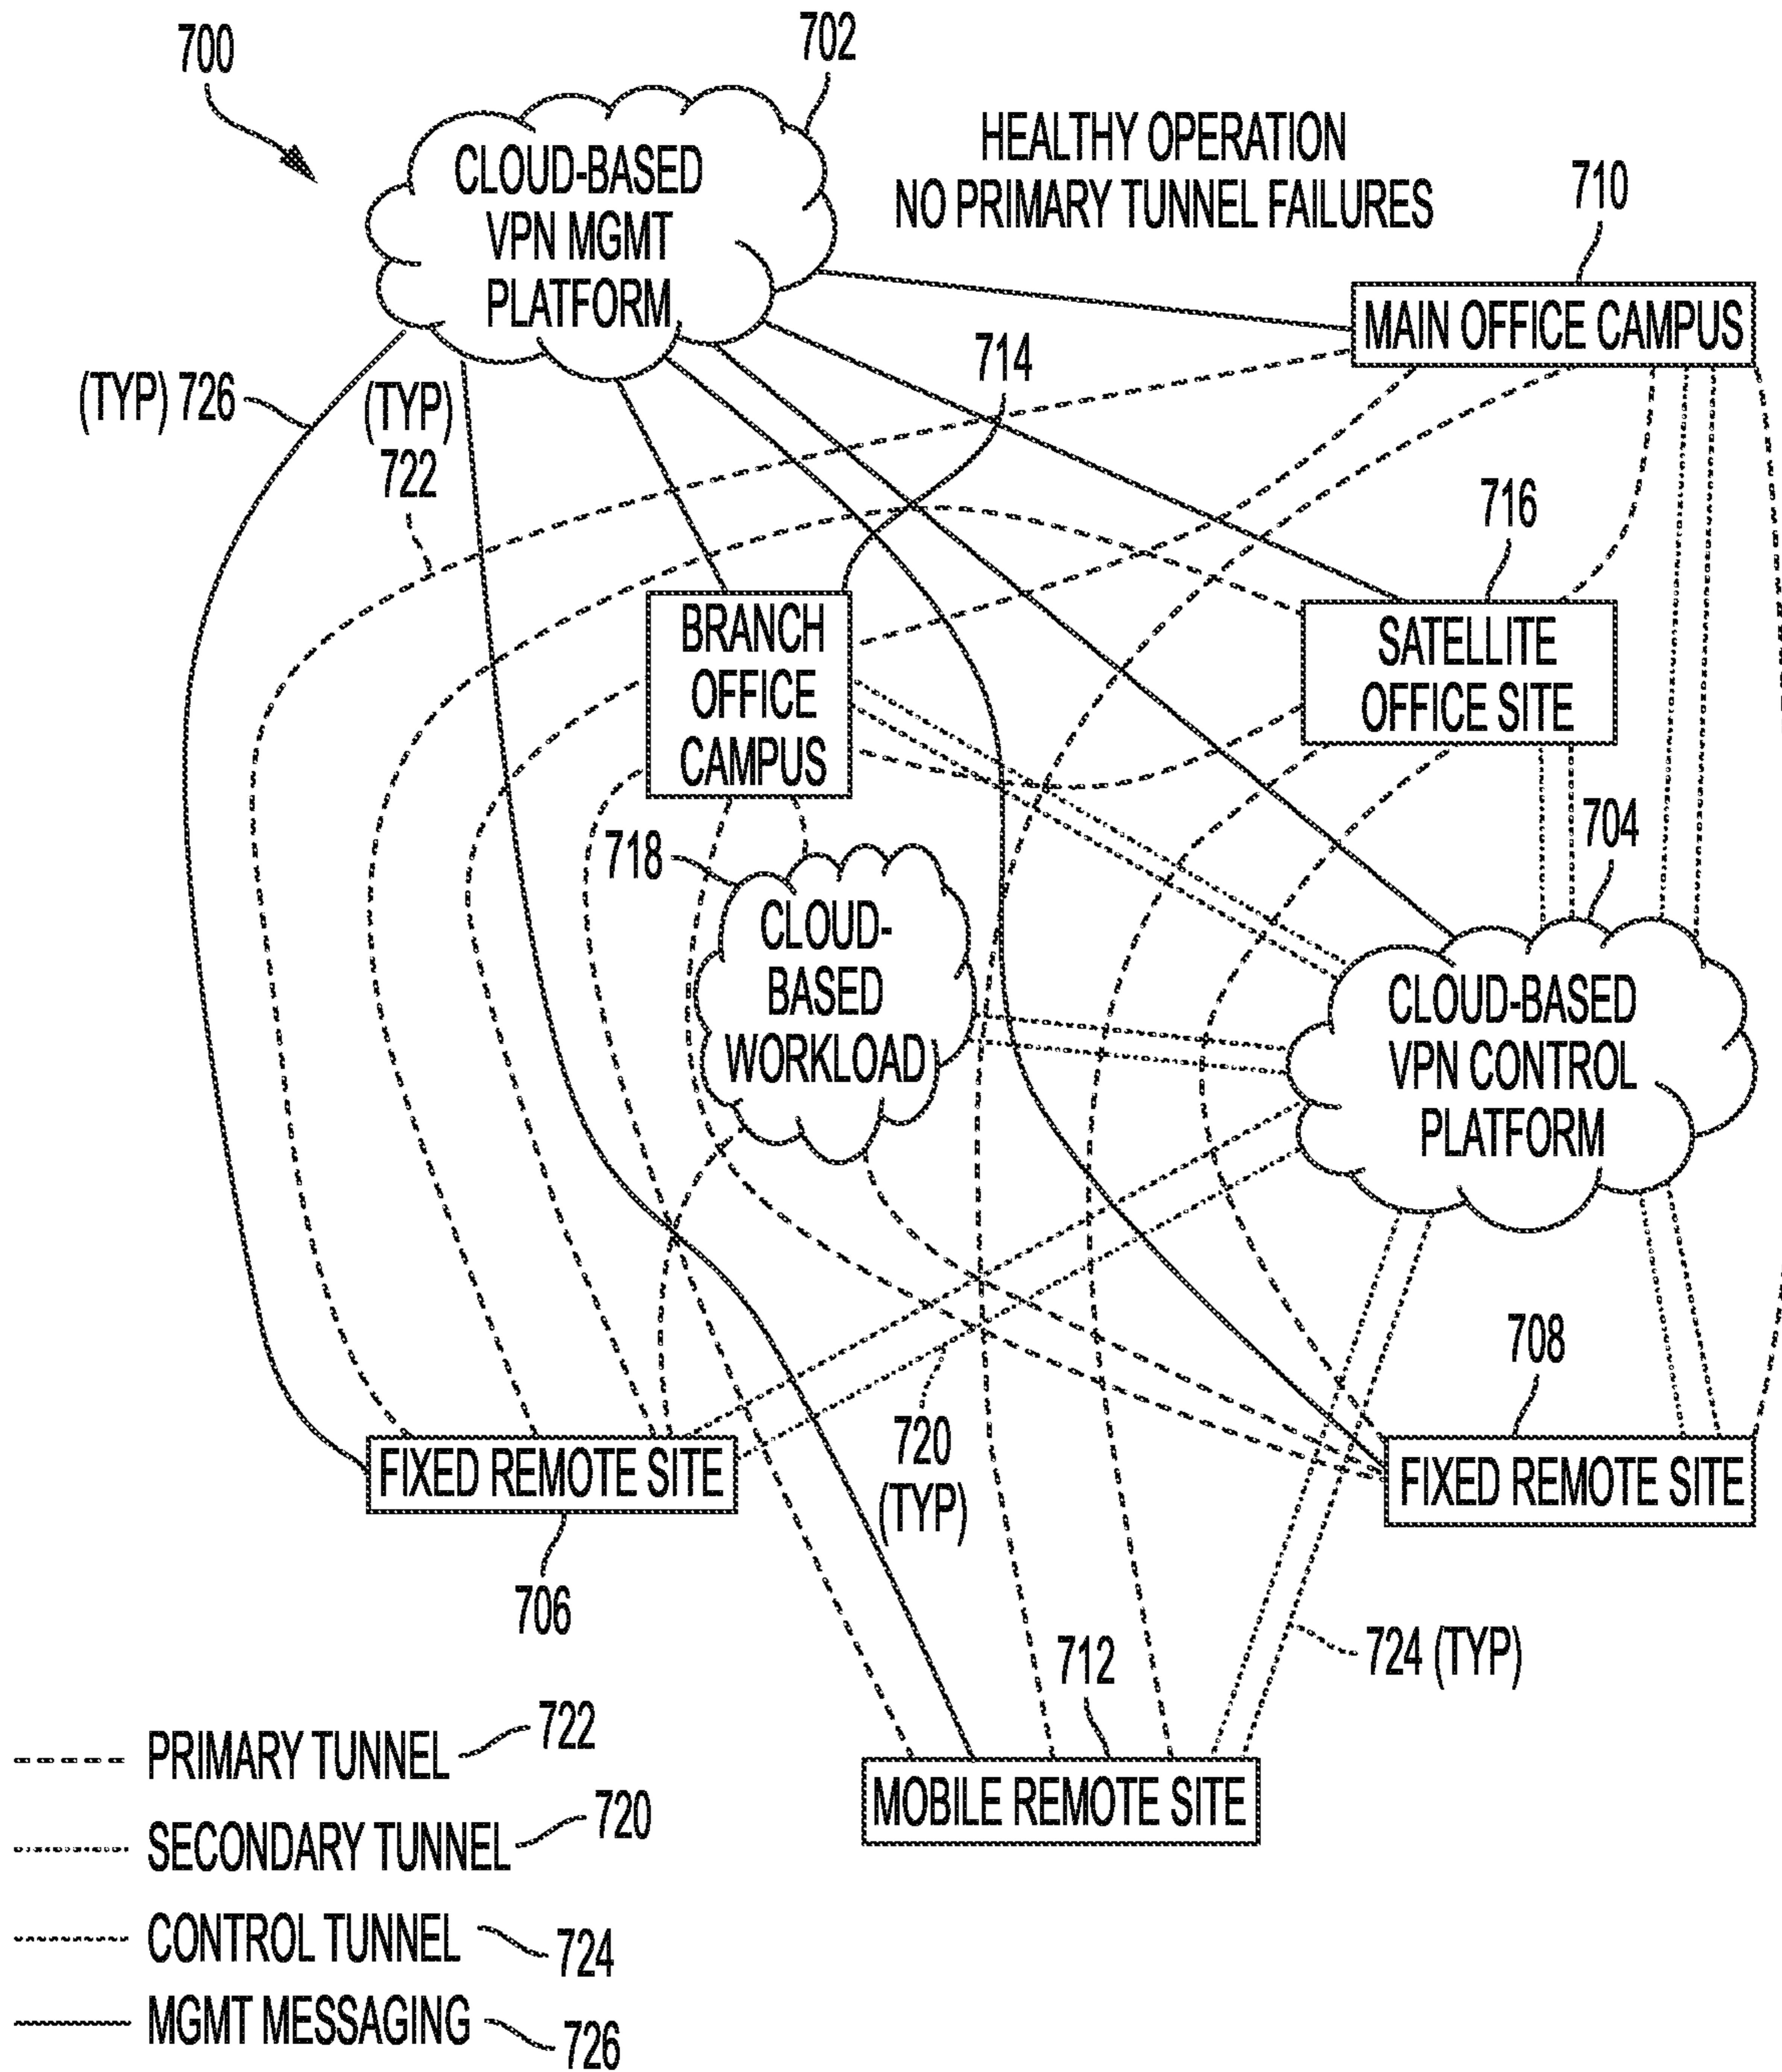 700
702
CLOUD-BASED
VPN MGMT
PLATFORM
HEALTHY OPERATION
NO PRIMARY TUNNEL FAILURES
710
MAIN OFFICE CAMPUS
714
(TYP) 726
(TYP)
722
716
BRANCH
OFFICE
CAMPUS
SATELLITE
OFFICE SITE
718
704
CLOUD-
BASED
WORKLOAD
CLOUD-BASED
VPN CONTROL
PLATFORM
708
720
(TYP)
FIXED REMOTE SITE
FIXED REMOTE SITE
706
712
724 (TYP)
MOBILE REMOTE SITE
PRIMARY TUNNEL 722
SECONDARY TUNNEL 720
CONTROL TUNNEL 724
MGMT MESSAGING 726